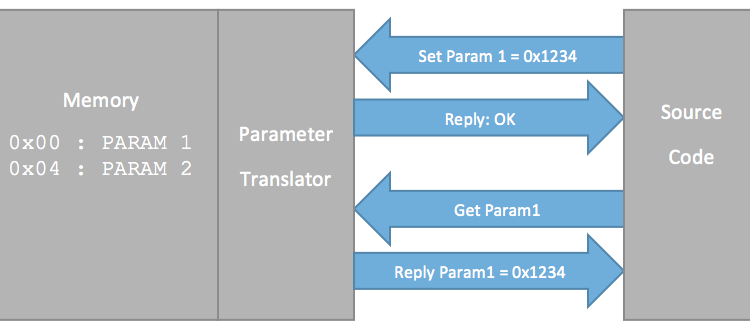 Memory
0x00 : PARAM 1
0x04 : PARAM 2
Parameter
Translator
Set Param 1 = 0x1234
Reply: OK
Get Param1
Reply Param1 = 0x1234
Source
Code